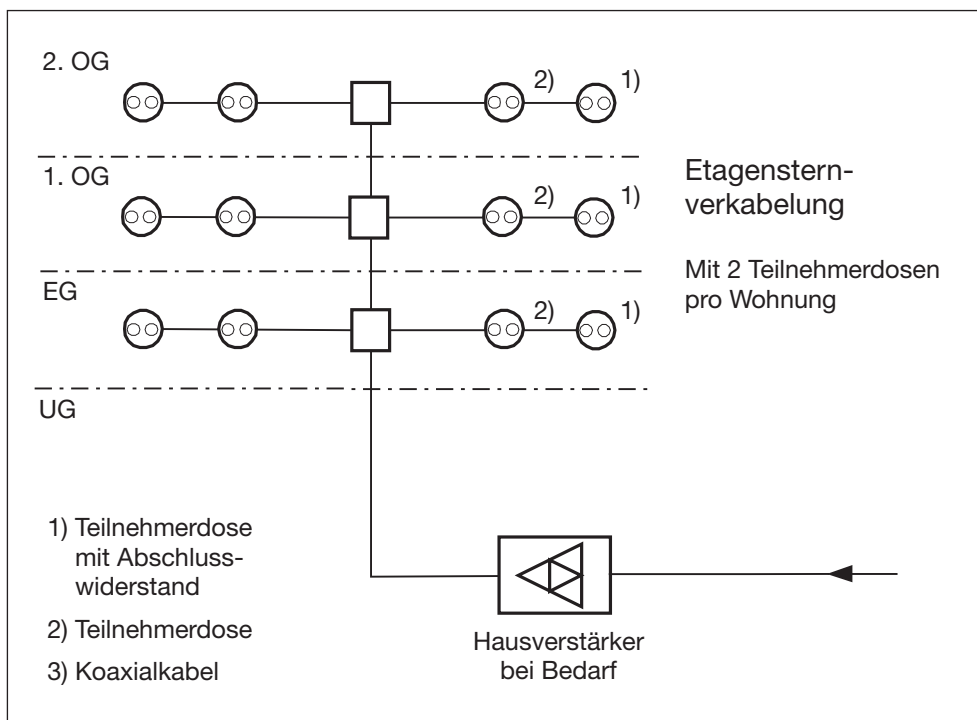 2. OG
2)
1)
1. OG
2)
1)
Etagenstern-
verkabelung
Mit 2 Teilnehmerdosen
pro Wohnung
EG
2)
1)
UG
1) Teilnehmerdose
mit Abschluss-
widerstand
2) Teilnehmerdose
3) Koaxialkabel
Hausverstärker
bei Bedarf